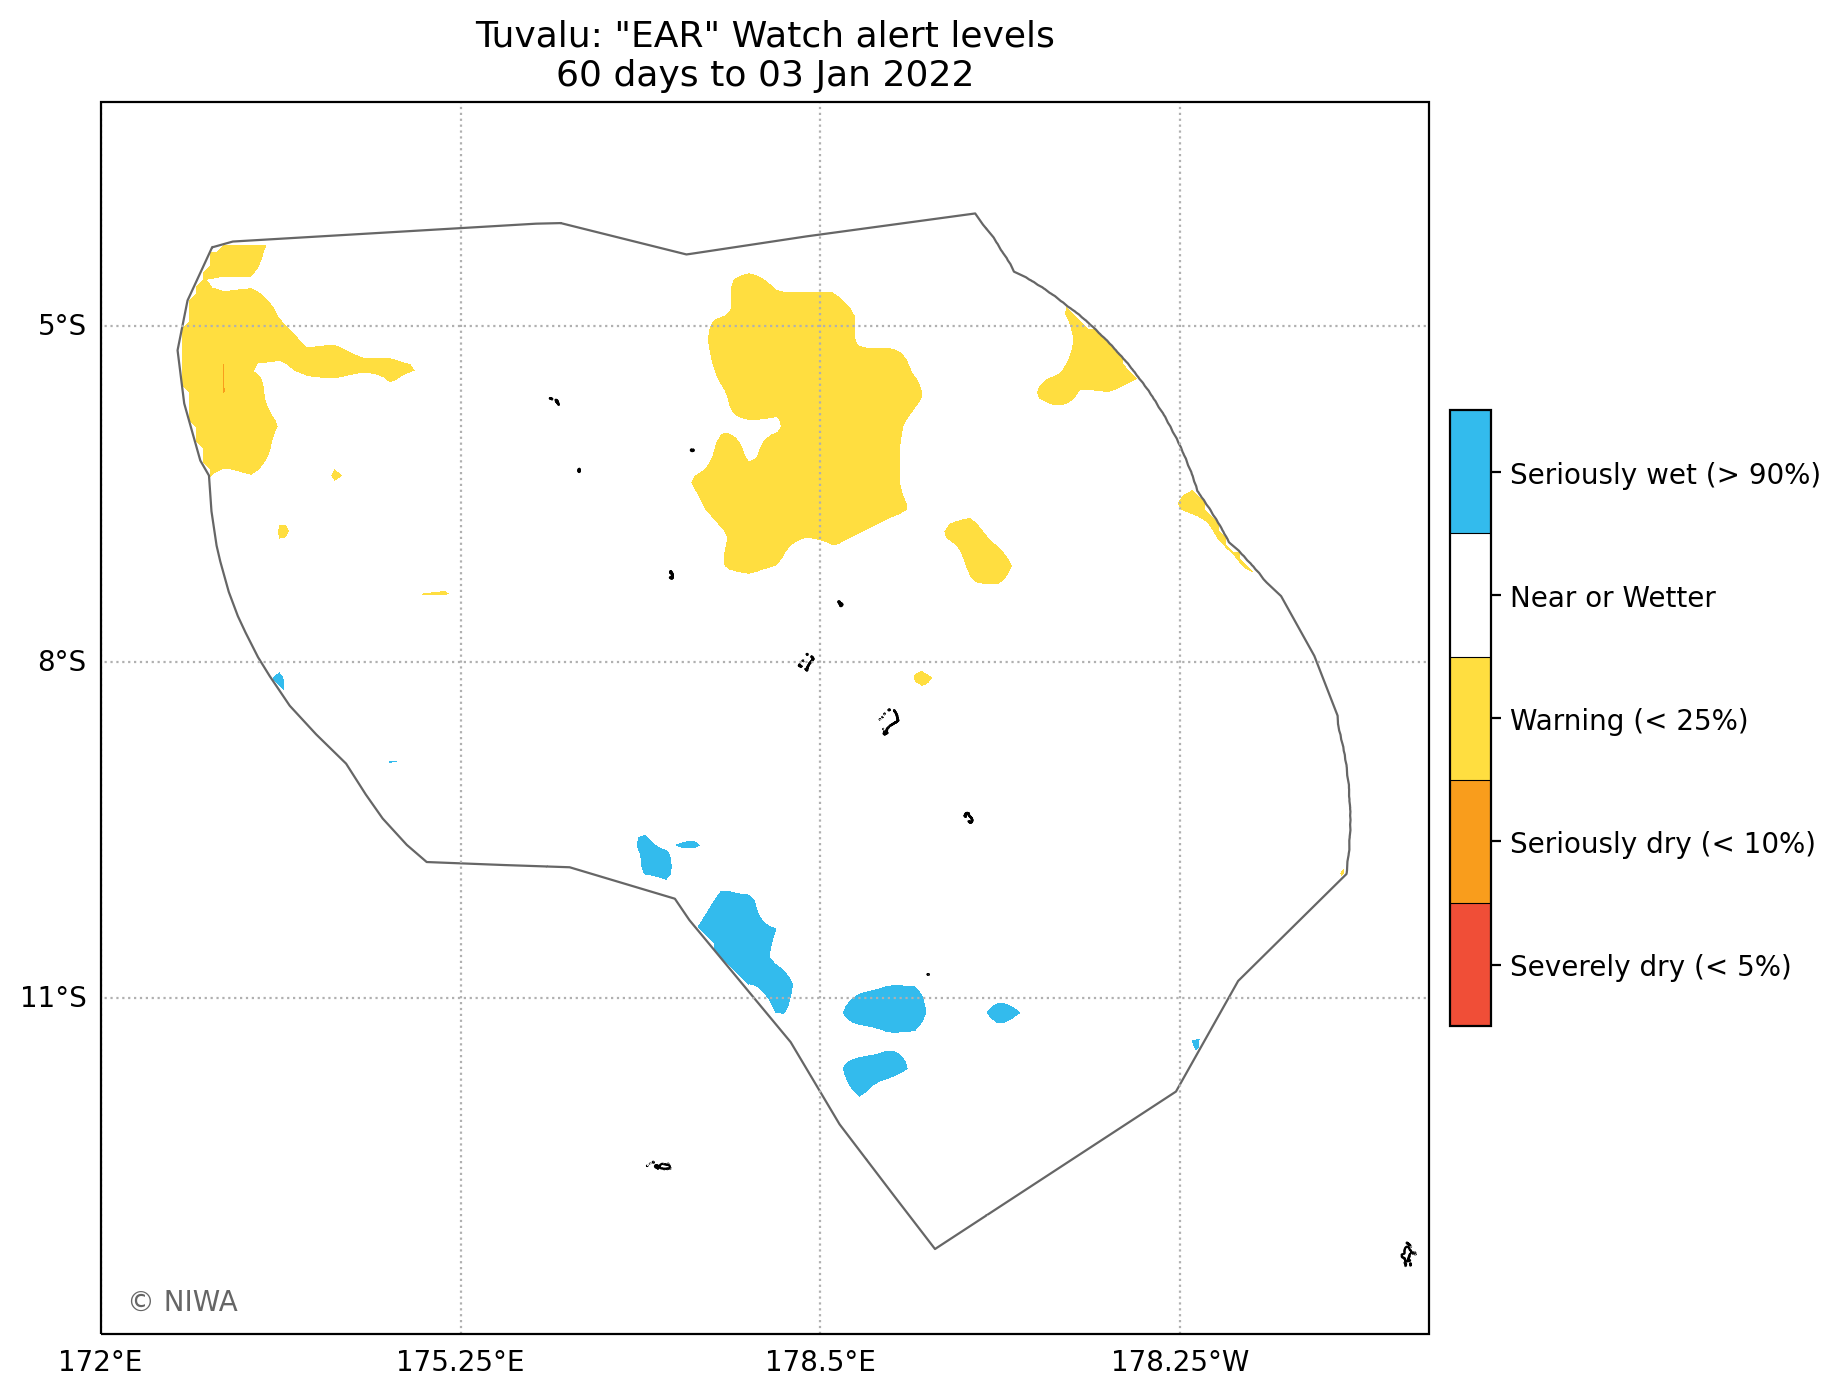 Tuvalu: "EAR" Watch alert levels
60 days to 03 Jan 2022
5°S
8°S
11°S
172°E
175.25°E
178.5°E
178.25°W
Seriously wet (> 90%)
Near or Wetter
Warning (< 25%)
Seriously dry (< 10%)
Severely dry (< 5%)
© NIWA